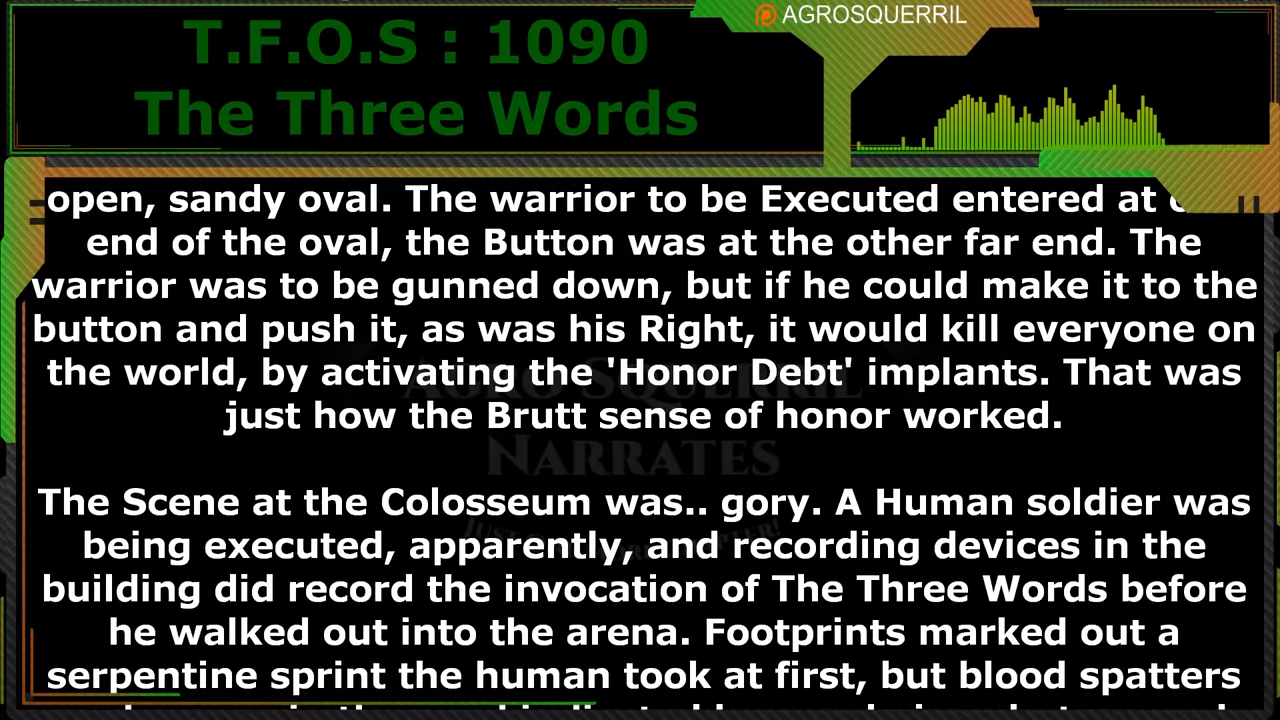 T.F.O.S : 1090
The Three Words
AGROSQUERRIL
open, sandy oval. The warrior to be Executed entered at
end of the oval, the Button was at the other far end. The
warrior was to be gunned down, but if he could make it to the
button and push it, as was his Right, it would kill everyone on
the world, by activating the 'Honor Debt' implants. That was
just how the Brutt sense of honor worked.
AGRO SQUERRIL
NARRATES
The Scene at the Colosseum was.. gory. A Human soldier was
being executed, apparently, and recording devices in the
building did record the invocation of The Three Words before
he walked out into the arena. Footprints marked out a
serpentine sprint the human took at first, but blood spatters